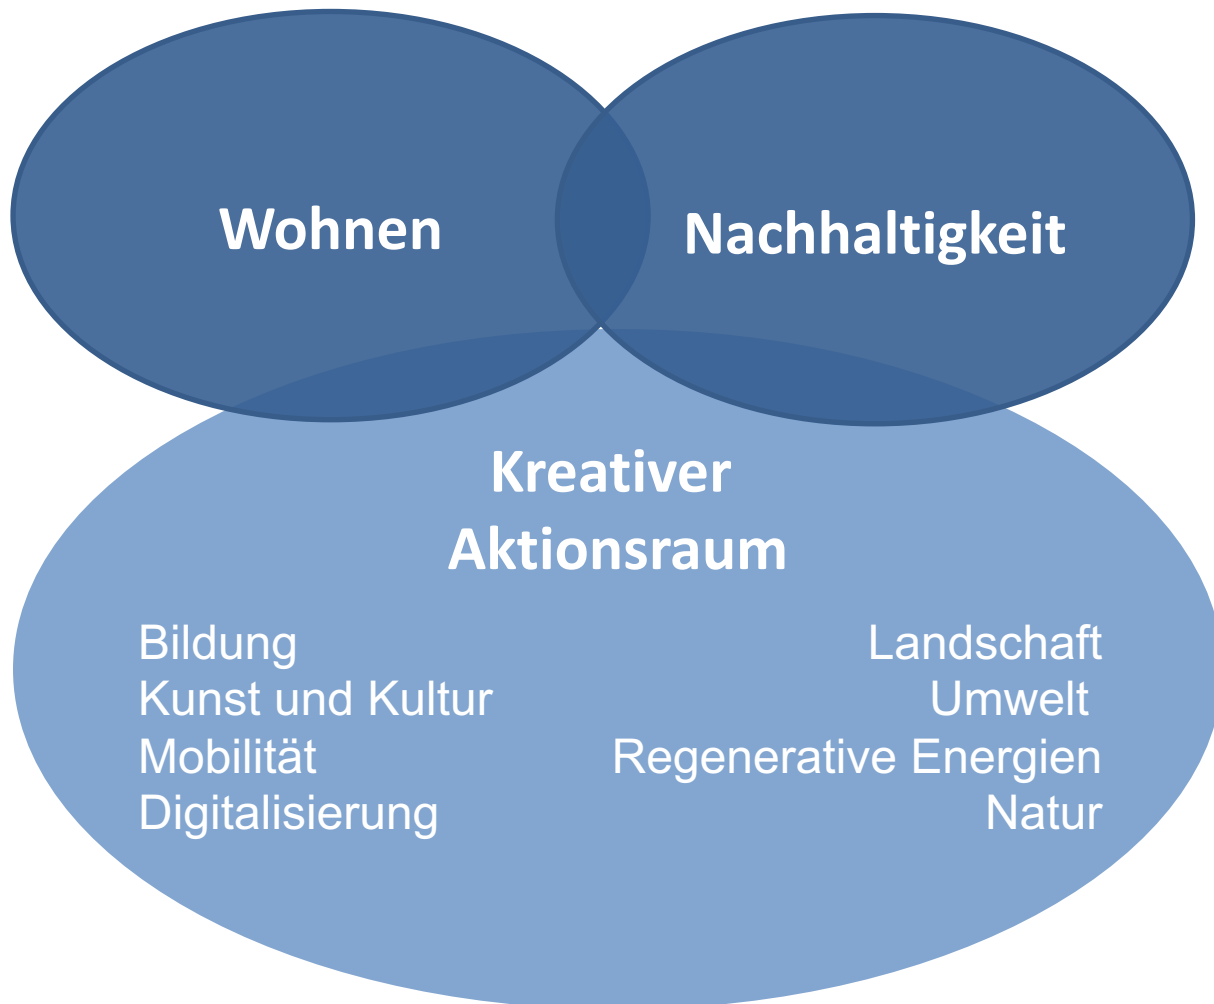 Wohnen
Nachhaltigkeit
Kreativer
Aktionsraum
Bildung
Kunst und Kultur
Mobilität
Digitalisierung
Landschaft
Umwelt
Regenerative Energien
Natur